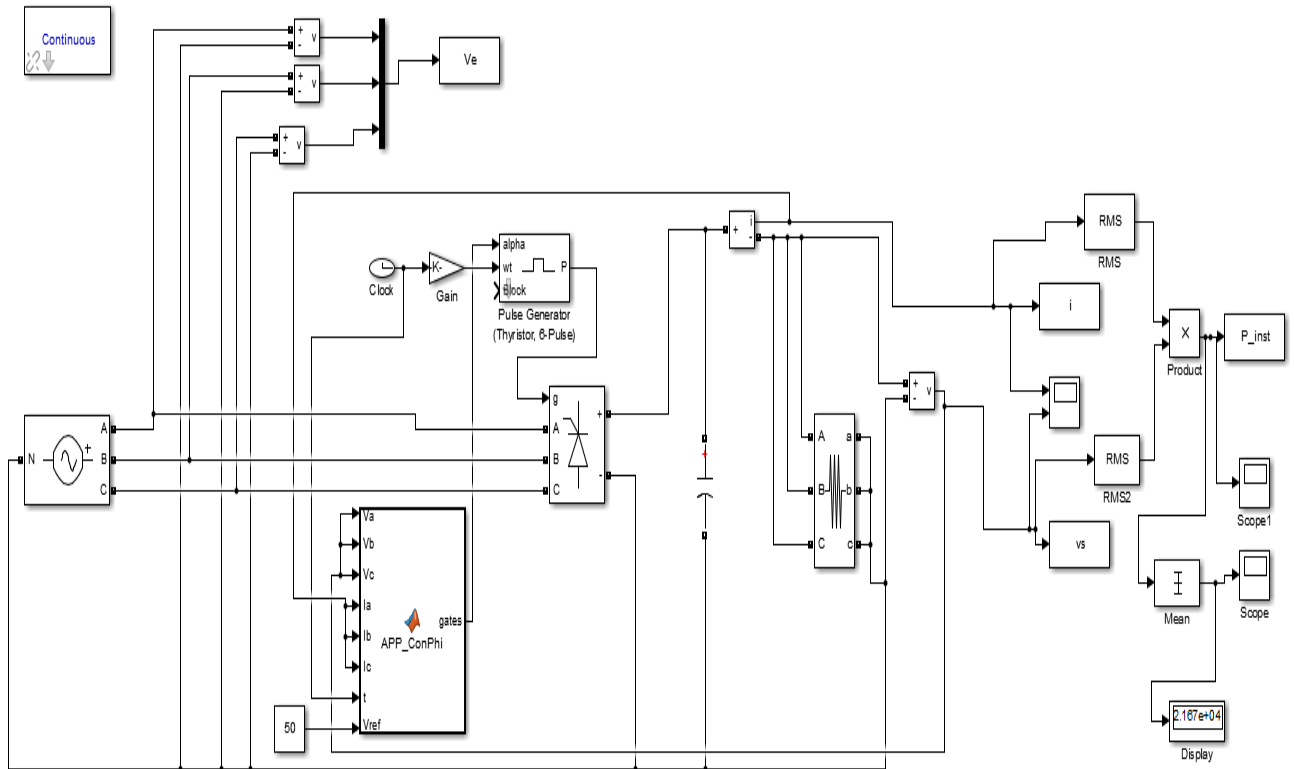 Continuous
+
-
v
+
-
v
+
-
v
Ve
Clock
-K-
Gain
alpha
wt
Block
P
Pulse Generator
(Thyristor, 6-Pulse)
+
i
-
RMS
RMS
i
X
Product
P_inst
N
+
A
B
C
g
A
B
C
+
-
+
+
-
v
A
B
C
a
b
c
RMS
RMS2
vs
Scope1
Mean
Scope
2.167e+04
Display
Va
Vb
Vc
Ia
Ib
Ic
t
Vref
gates
APP_ConPhi
50